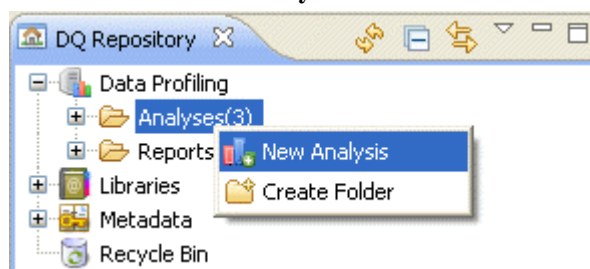 DQ Repository
Data Profiling
Analyses(3)
New Analysis
Reports
Create Folder
Libraries
Metadata
Recycle Bin